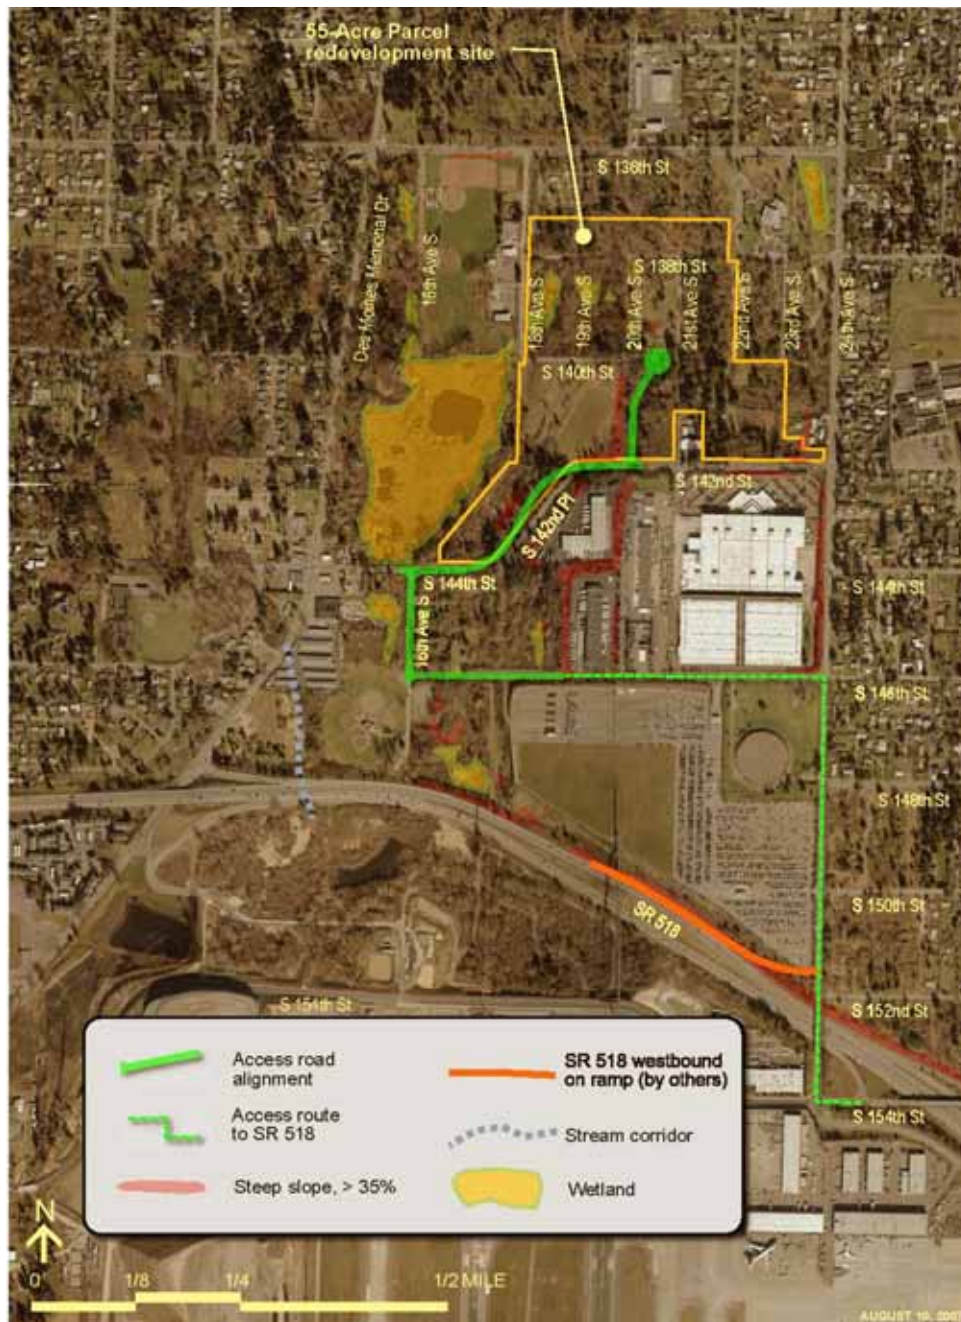 55-Acre Parcel
redevelopment site
S 136th St
Des Moines Memorial Dr
16th Ave S
S 138th St
18th Ave S
19th Ave S
20th Ave S
21st Ave S
23rd Ave S
24th Ave S
S 140th St
S 142nd St
S 142nd Pl
S 144th St
S 144th St
16th Ave S
S 146th St
S 148th St
S 150th St
SR 518
S 152nd St
S 154th St
S 154th St
Access road
alignment
SR 518 westbound
on ramp (by others)
Access route
to SR 518
Stream corridor
Steep slope, > 35%
Wetland
N
0
1/8
1/4
1/2 MILE